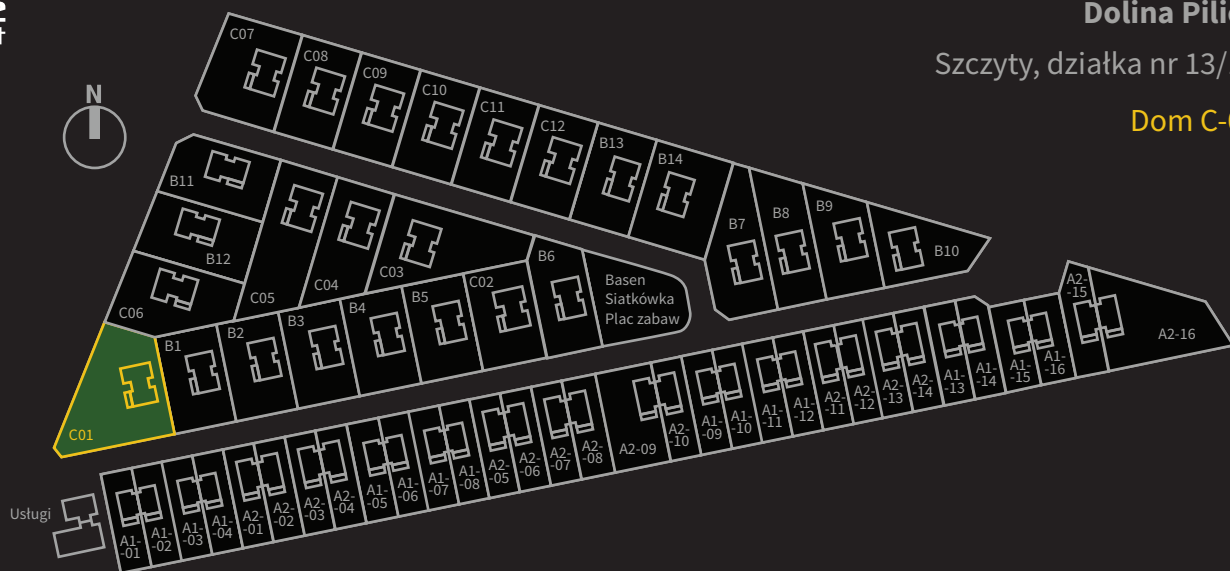 Dolina Pili
Szczyty, działka nr 13/
Dom C-
N
C07
C08
C09
C10
C11
C12
B13
B14
B7
B8
B9
B10
B11
B12
C06
C05
C04
C03
B6
Basen
Siatkówka
Plac zabaw
C02
B5
B4
B3
B2
B1
C01
Usługi
A1-
-01
A1-
-02
A1-
-03
A1-
-04
A2-
-01
A2-
-02
A2-
-03
A2-
-04
A1-
-05
A1-
-06
A1-
-07
A1-
-08
A2-
-05
A2-
-06
A2-
-07
A2-
-08
A2-09
A2-
-10
A1-
-09
A1-
-10
A1-
-11
A1-
-12
A2-
-11
A2-
-12
A2-
-13
A2-
-14
A1-
-13
A1-
-14
A1-
-15
A1-
-16
A2-
-15
A2-16